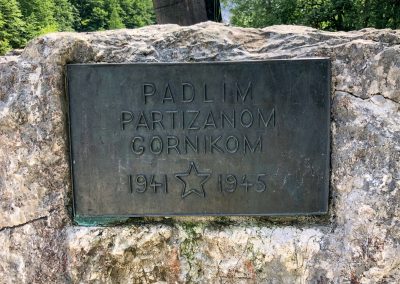 PADLIM
PARTIZANOM
GORNIKOM
1941 ☆ 1945